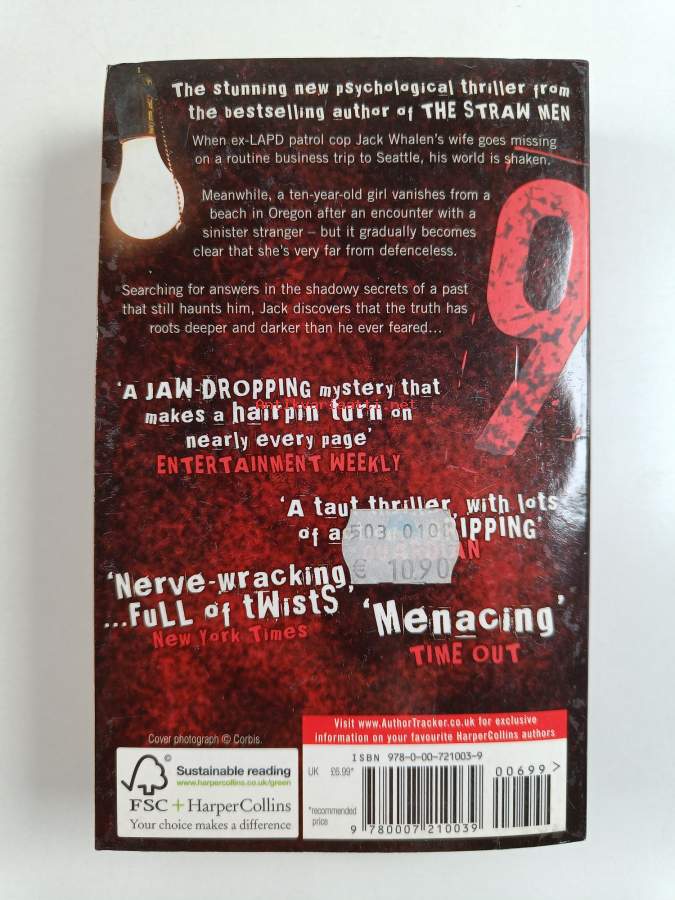 The stunning new psychological thriller from
the bestselling author of THE STRAW MEN
When ex-LAPD patrol cop Jack Whalen's wife goes missing
on a routine business trip to Seattle, his world is shaken.
Meanwhile, a ten-year-old girl vanishes from a
beach in Oregon after an encounter with a
sinister stranger – but it gradually becomes
clear that she's very far from defenceless.
Searching for answers in the shadowy secrets of a past
that still haunts him, Jack discovers that the truth has
roots deeper and darker than he ever feared...
9
'A JAW-DROPPING mystery that
makes a hairpin turn on
nearly every page'
ENTERTAINMENT WEEKLY
'A taut thriller, with lots
of a
RIPPING'
503 010
€ 10.90
'Nerve-wracking,
...FULL of twists'
New York Times
'Menacing'
TIME OUT
Visit www.AuthorTracker.co.uk for exclusive
information on your favourite HarperCollins authors
Cover photograph © Corbis.
Sustainable reading
www.harpercollins.co.uk/green
FSC + HarperCollins
Your choice makes a difference
ISBN 978-0-00-721003-9
UK £6.99*
*recommended
price
00699 >
9 780007 210039